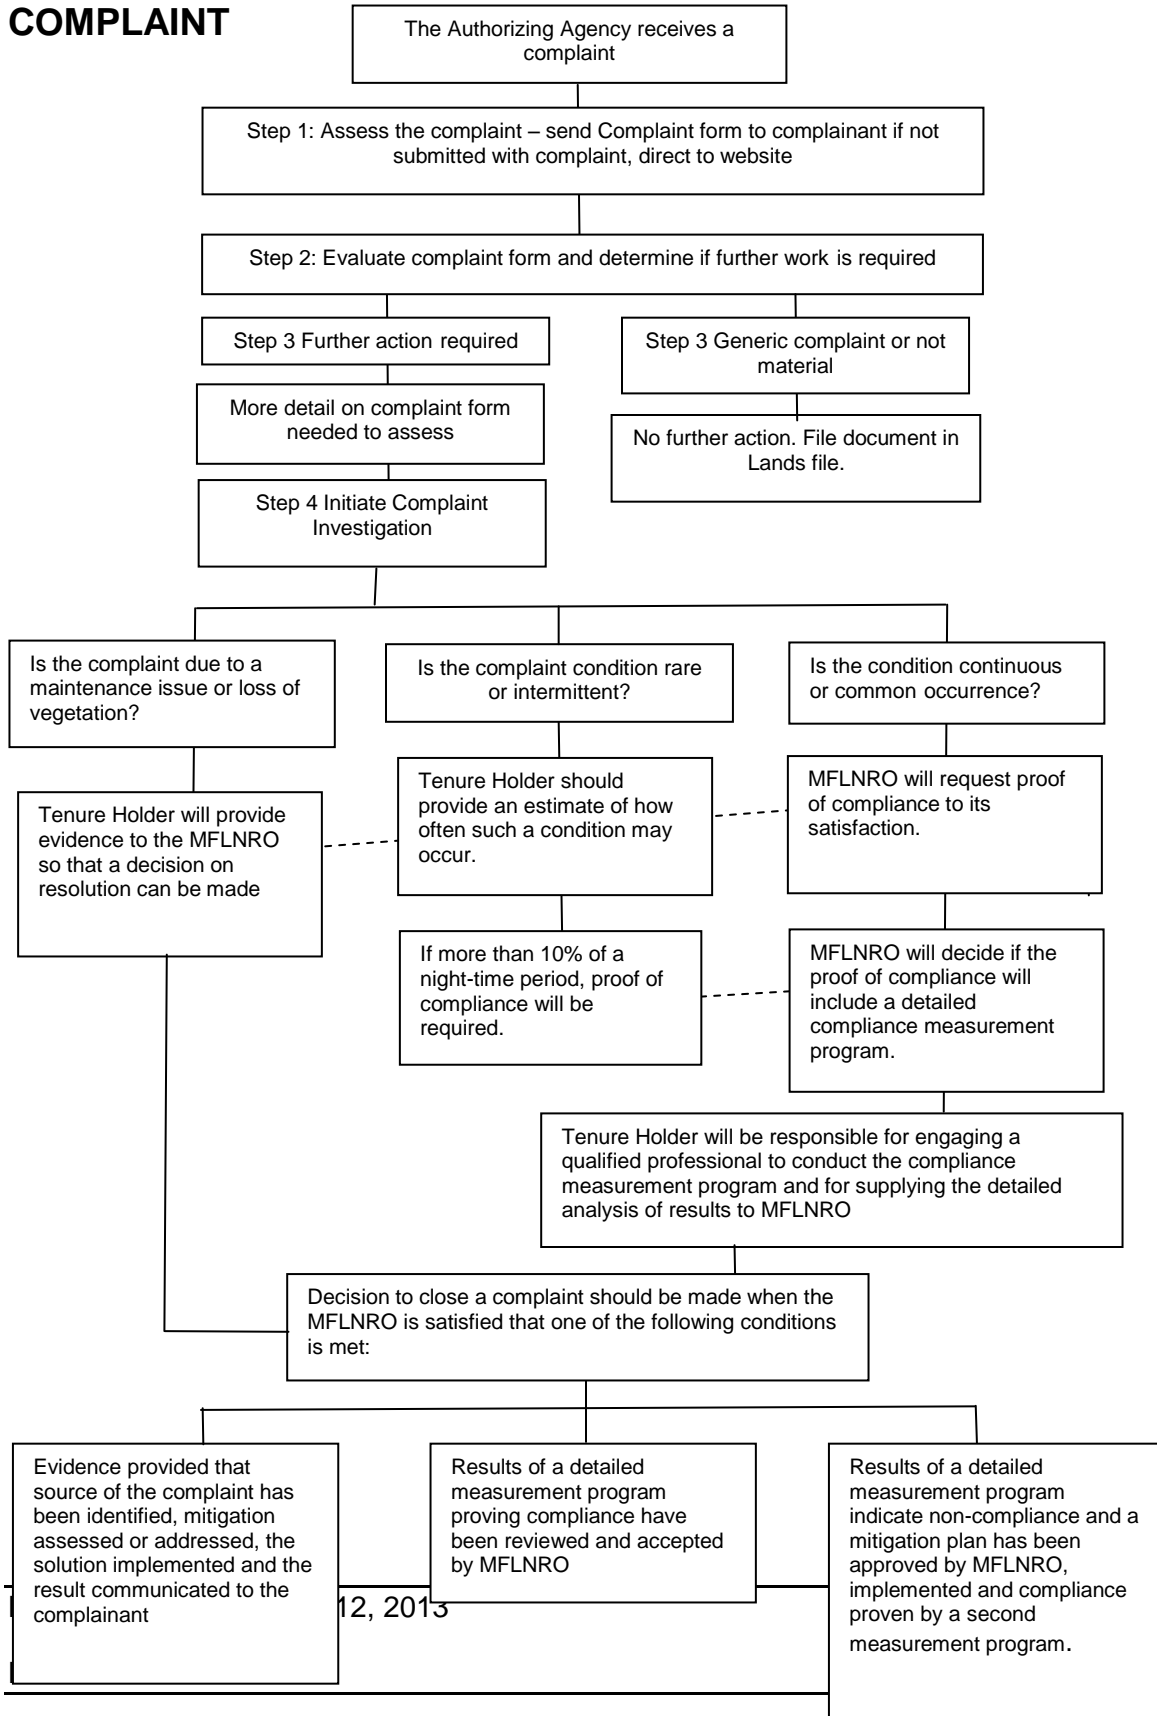 COMPLAINT
The Authorizing Agency receives a
complaint
Step 1: Assess the complaint – send Complaint form to complainant if not
submitted with complaint, direct to website
Step 2: Evaluate complaint form and determine if further work is required
Step 3 Further action required
Step 3 Generic complaint or not
material
More detail on complaint form
needed to assess
No further action. File document in
Lands file.
Step 4 Initiate Complaint
Investigation
Is the complaint due to a
maintenance issue or loss of
vegetation?
Is the complaint condition rare
or intermittent?
Is the condition continuous
or common occurrence?
Tenure Holder will provide
evidence to the MFLNRO
so that a decision on
resolution can be made
Tenure Holder should
provide an estimate of how
often such a condition may
occur.
MFLNRO will request proof
of compliance to its
satisfaction.
If more than 10% of a
night-time period, proof of
compliance will be
required.
MFLNRO will decide if the
proof of compliance will
include a detailed
compliance measurement
program.
Tenure Holder will be responsible for engaging a
qualified professional to conduct the compliance
measurement program and for supplying the detailed
analysis of results to MFLNRO
Decision to close a complaint should be made when the
MFLNRO is satisfied that one of the following conditions
is met:
Evidence provided that
source of the complaint has
been identified, mitigation
assessed or addressed, the
solution implemented and the
result communicated to the
complainant
Results of a detailed
measurement program
proving compliance have
been reviewed and accepted
by MFLNRO
Results of a detailed
measurement program
indicate non-compliance and a
mitigation plan has been
approved by MFLNRO,
implemented and compliance
proven by a second
measurement program.
12, 2013